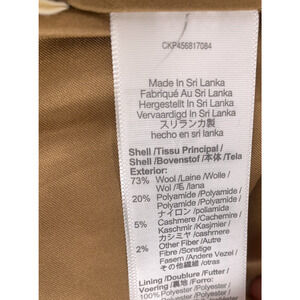 CKP456817084
Made In Sri Lanka
Fabriqué Au Sri Lanka
Hergestellt In Sri Lanka
Vervaardigd In Sri Lanka
スリランカ製
hecho en sri lanka
Shell /Tissu Principal /
Shell /Bovenstof /本体 /Tela
Exterior:
73% Wool /Laine /Wolle /
Wol /毛 /lana
20% Polyamide /Polyamide /
Polyamide /Polyamide /
ナイロン /poliamida
5% Cashmere /Cachemire /
Kaschmir /Kasjmier /
カシミヤ /cashmere
2% Other Fiber /Autre
Fibre /Sonstige
Fasern /Andere Vezel /
その他繊維 /otras
Lining /Doublure /Futter /
Voering /裏地 /Forro:
100% Polyester /Polyester /